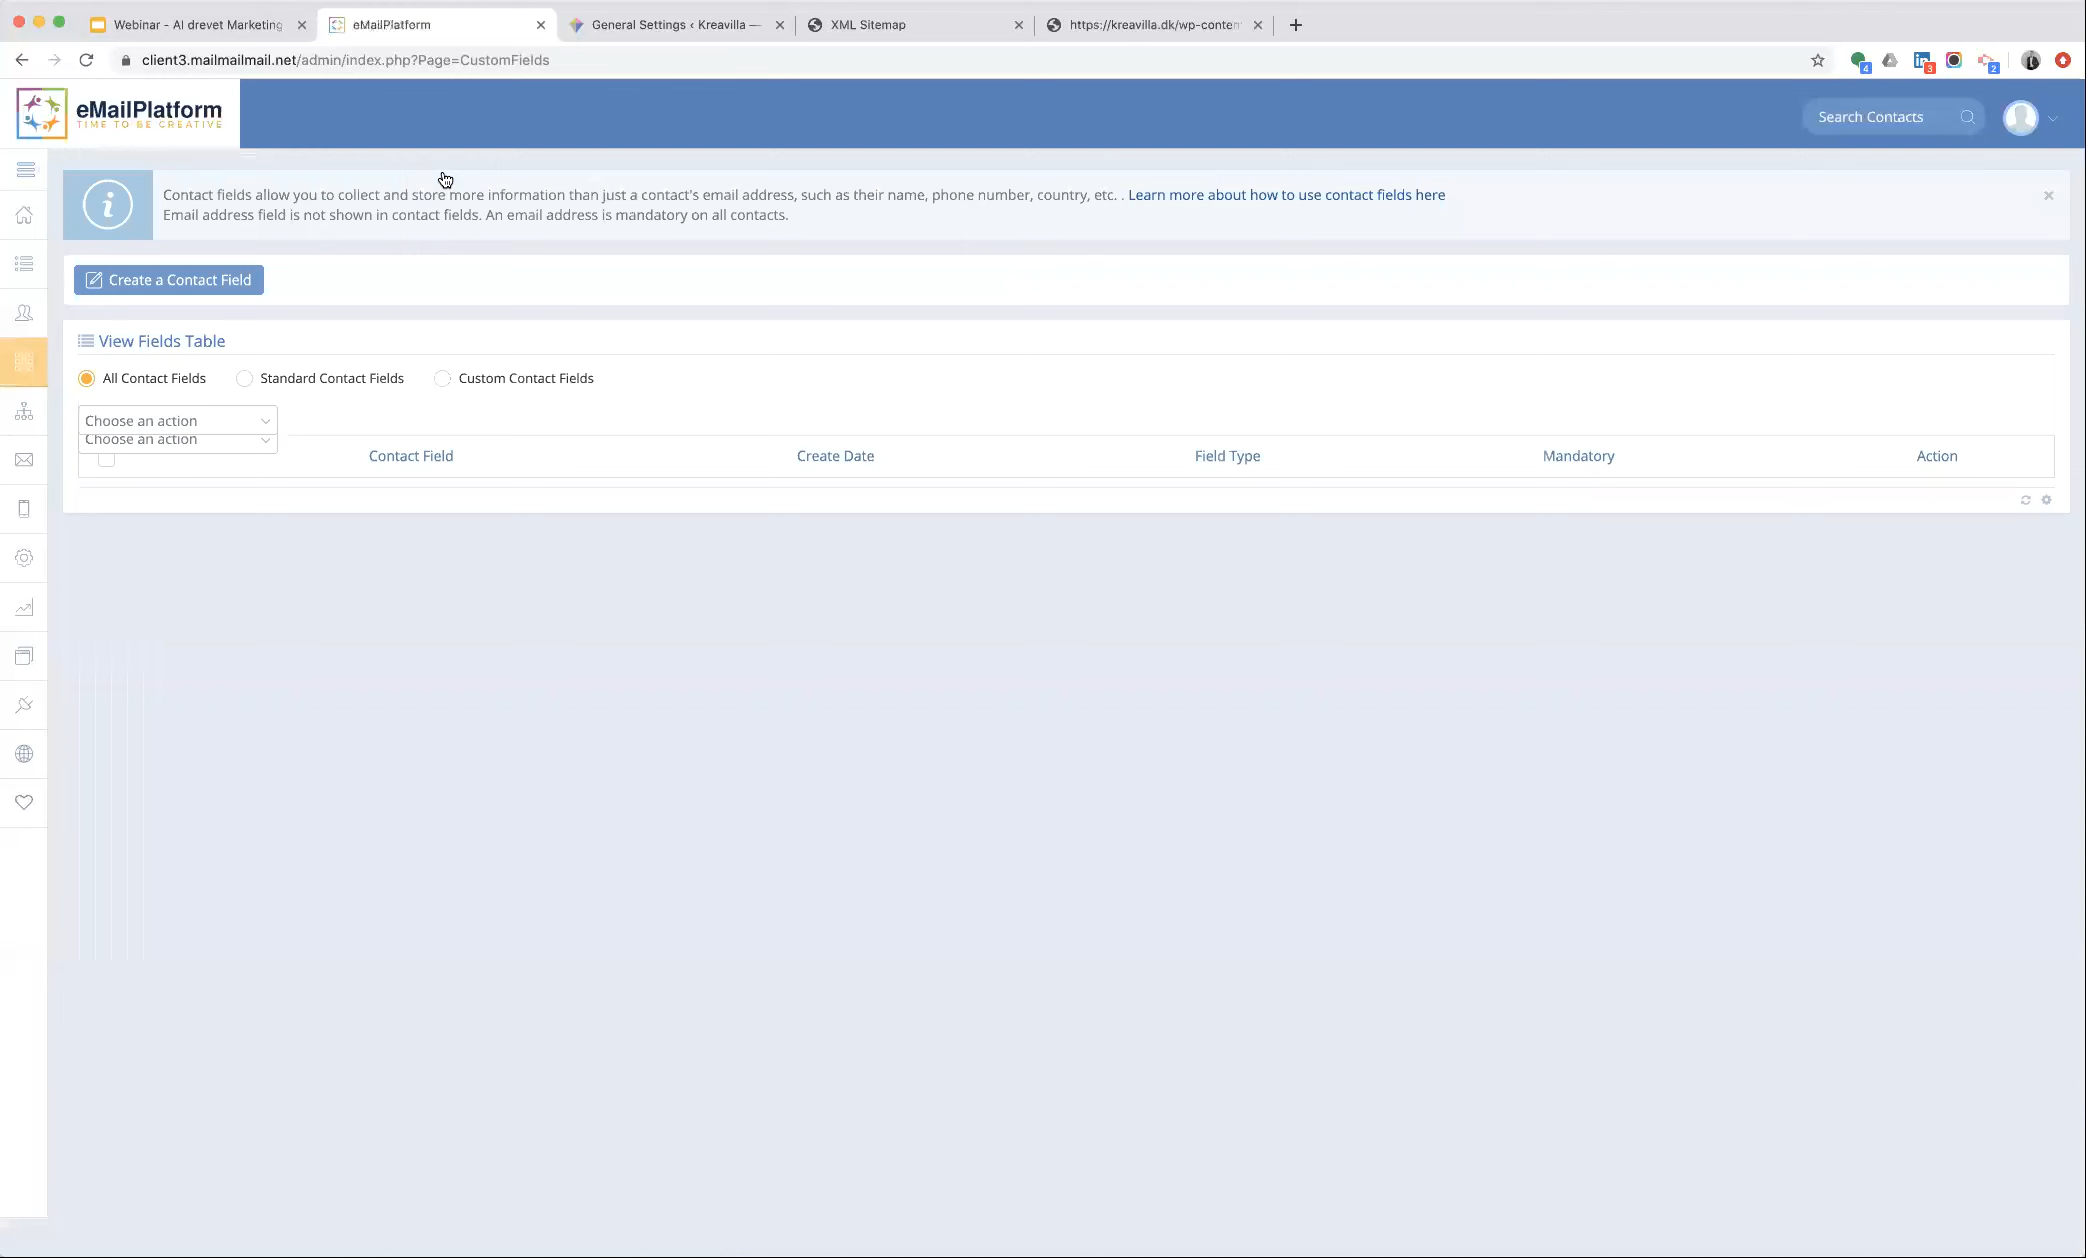 Webinar - AI drevet Marketing
eMailPlatform
General Settings ‹ Kreavilla —
XML Sitemap
https://kreavilla.dk/wp-conten
client3.mailmailmail.net/admin/index.php?Page=CustomFields
4
3
2
eMailPlatform
TIME TO BE CREATIVE
Search Contacts
Contact fields allow you to collect and store more information than just a contact's email address, such as their name, phone number, country, etc. . Learn more about how to use contact fields here
Email address field is not shown in contact fields. An email address is mandatory on all contacts.
Create a Contact Field
View Fields Table
All Contact Fields
Standard Contact Fields
Custom Contact Fields
Choose an action
Choose an action
Contact Field
Create Date
Field Type
Mandatory
Action